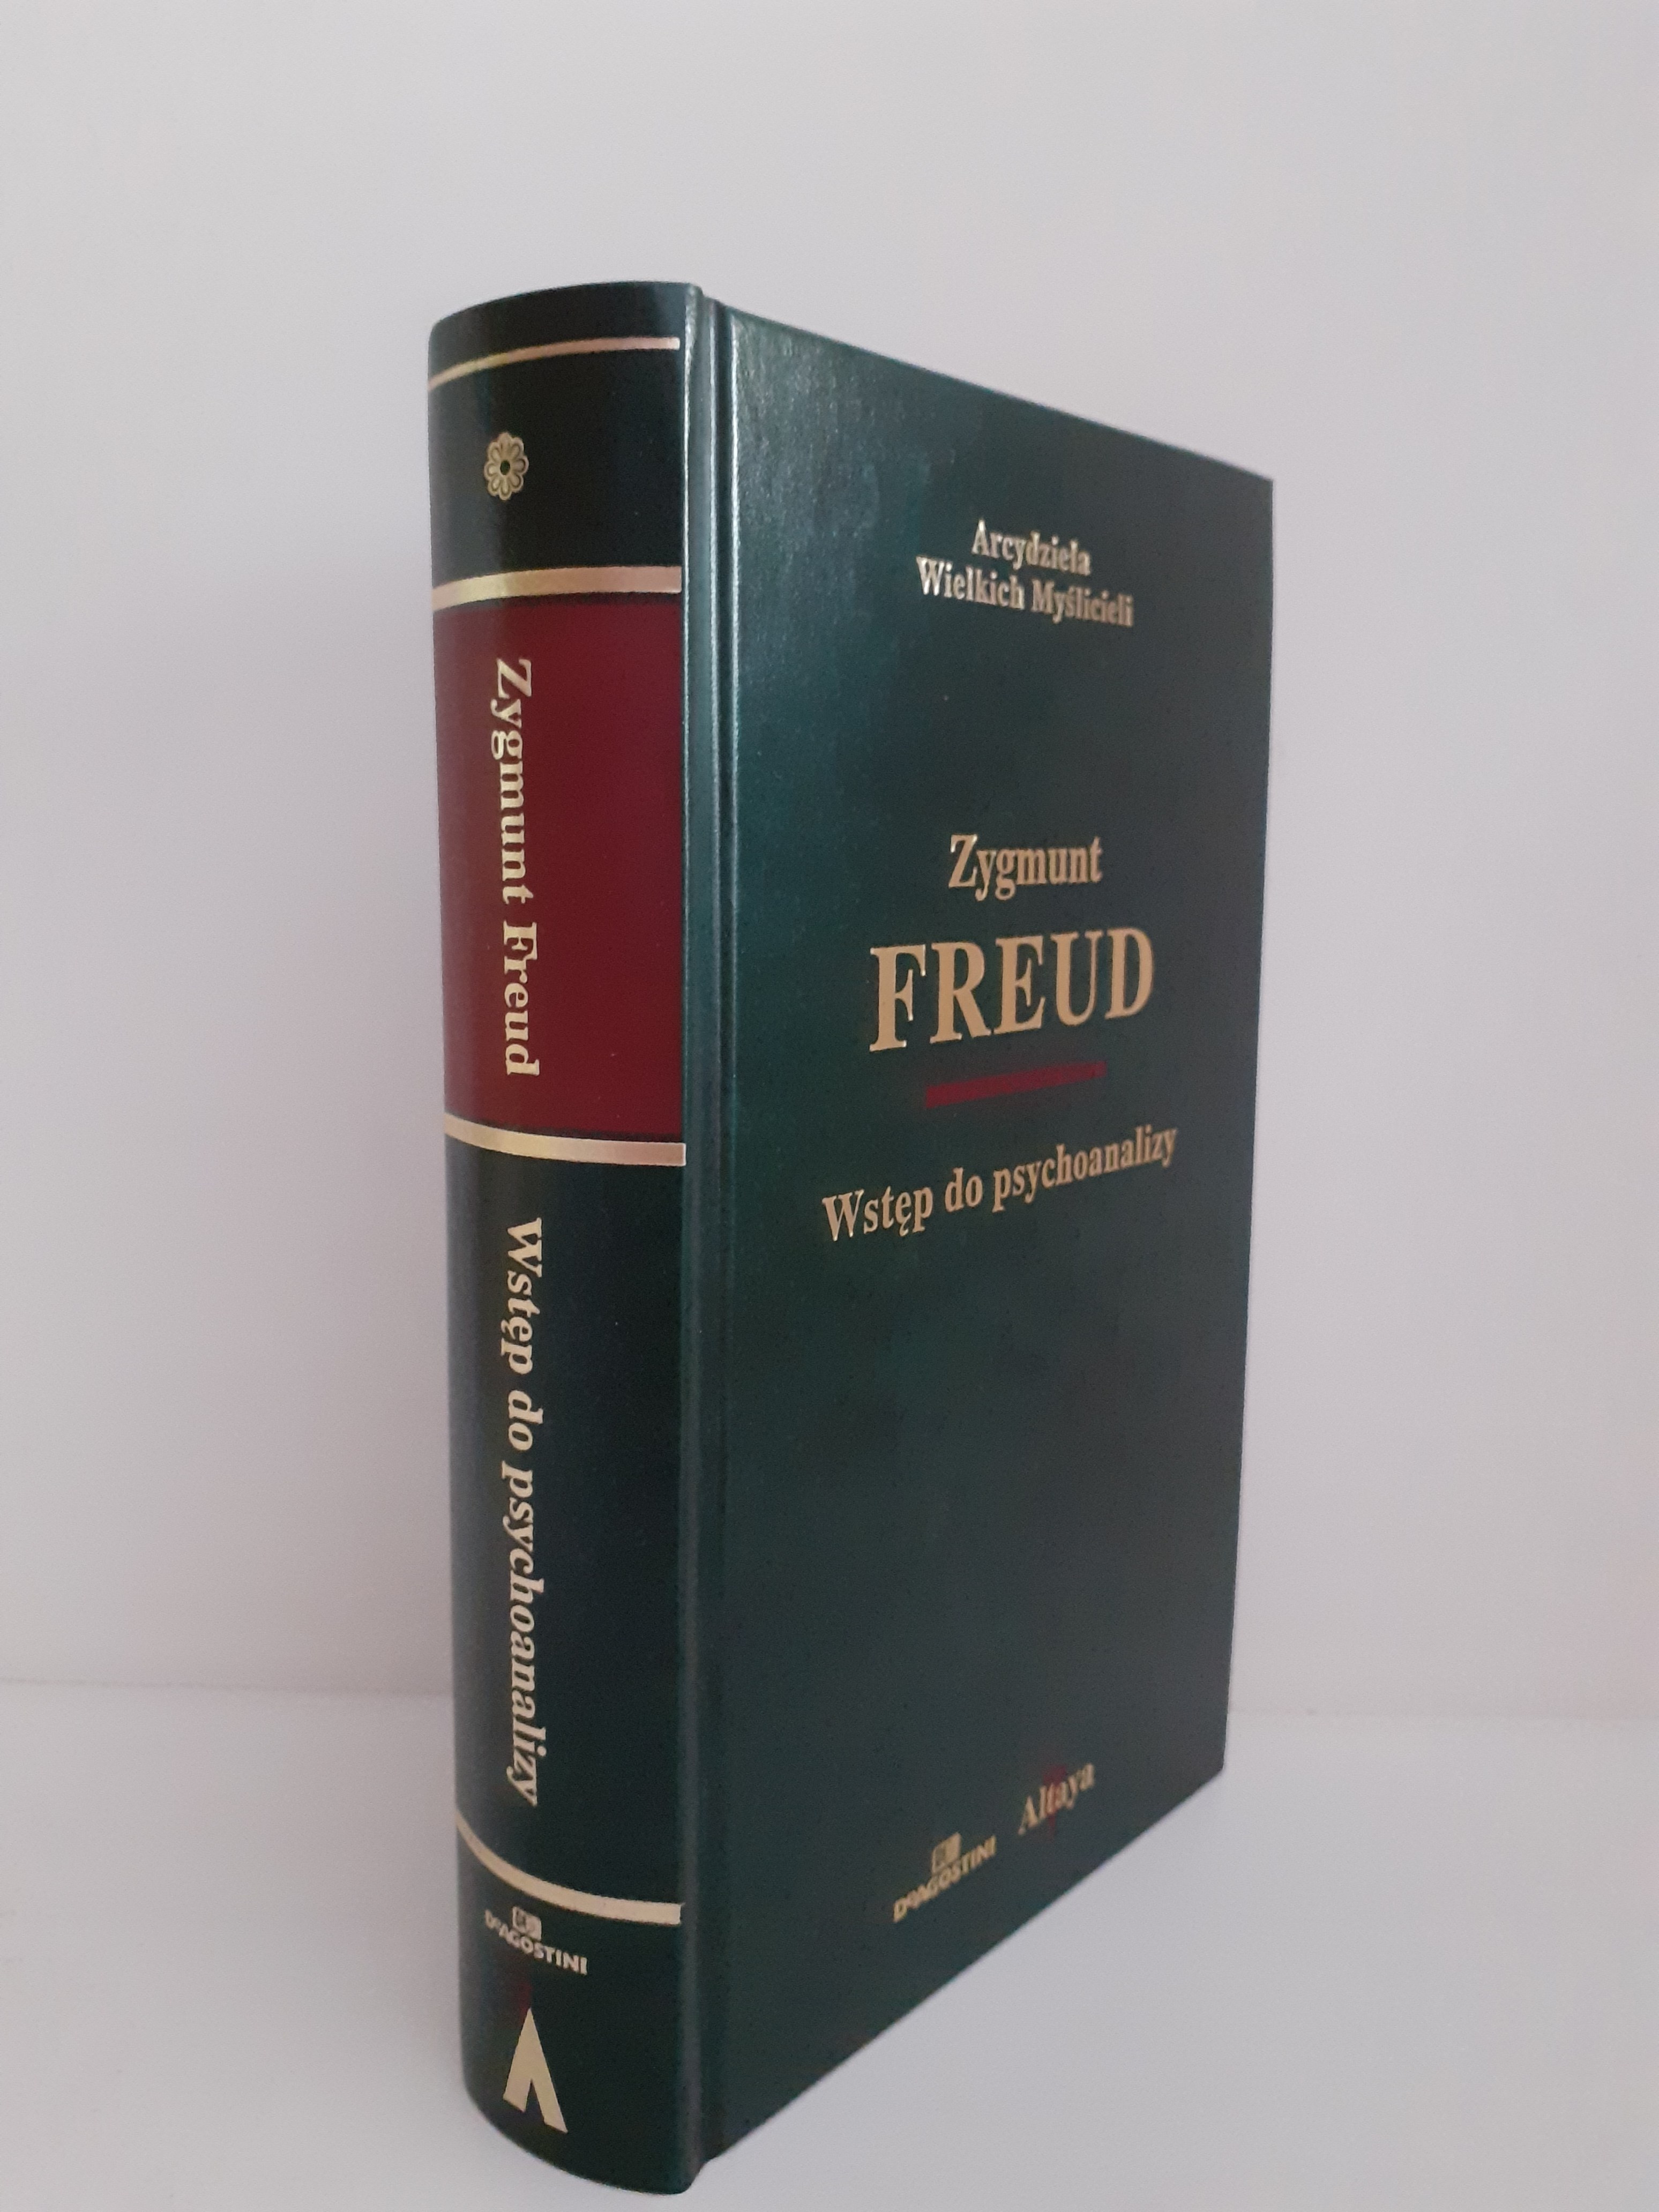 Zygmunt Freud
Wstęp do psychoanalizy
DeAGOSTINI
Arcydzieła
Wielkich Myślicieli
Zygmunt
FREUD
Wstęp do psychoanalizy
DeAGOSTINI
Altaya